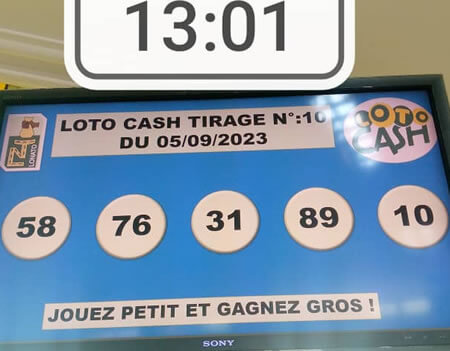 13:01
LOTO CASH TIRAGE N°:10
DU 05/09/2023
LOTO
CASH
LONATO
58 76 31 89 10
JOUEZ PETIT ET GAGNEZ GROS !
SONY